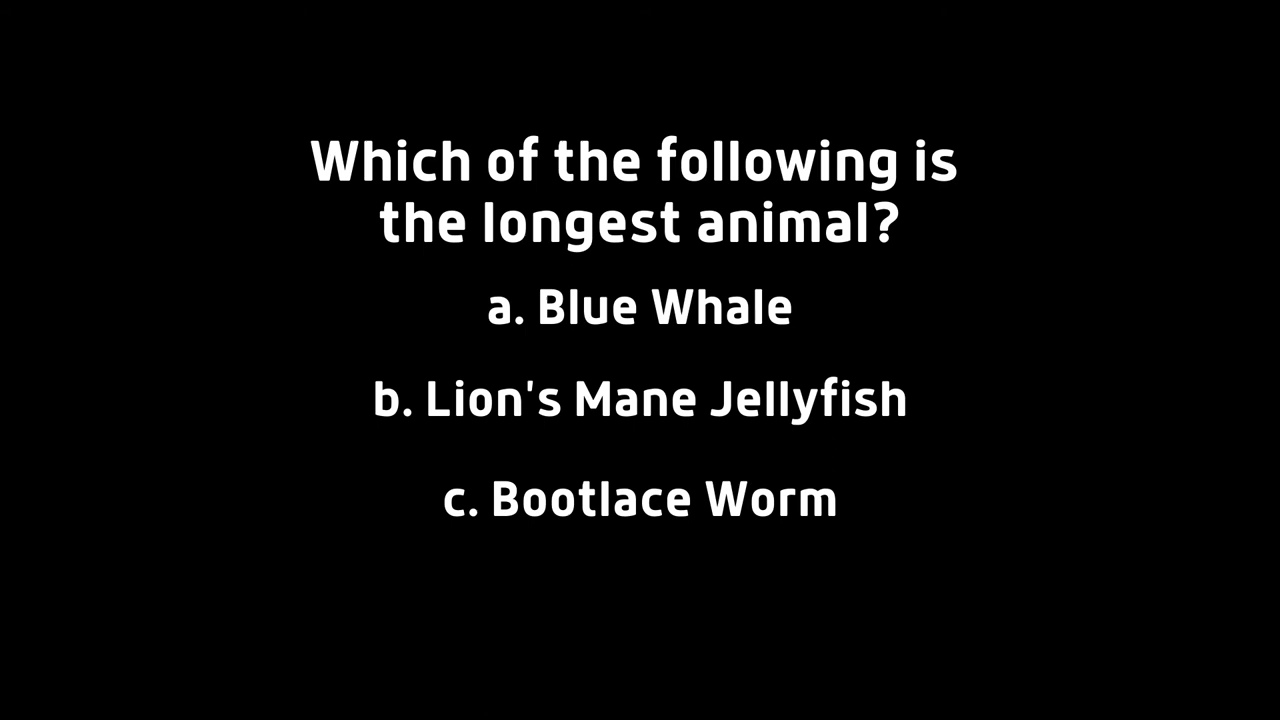 Which of the following is
the longest animal?
a. Blue Whale
b. Lion's Mane Jellyfish
c. Bootlace Worm